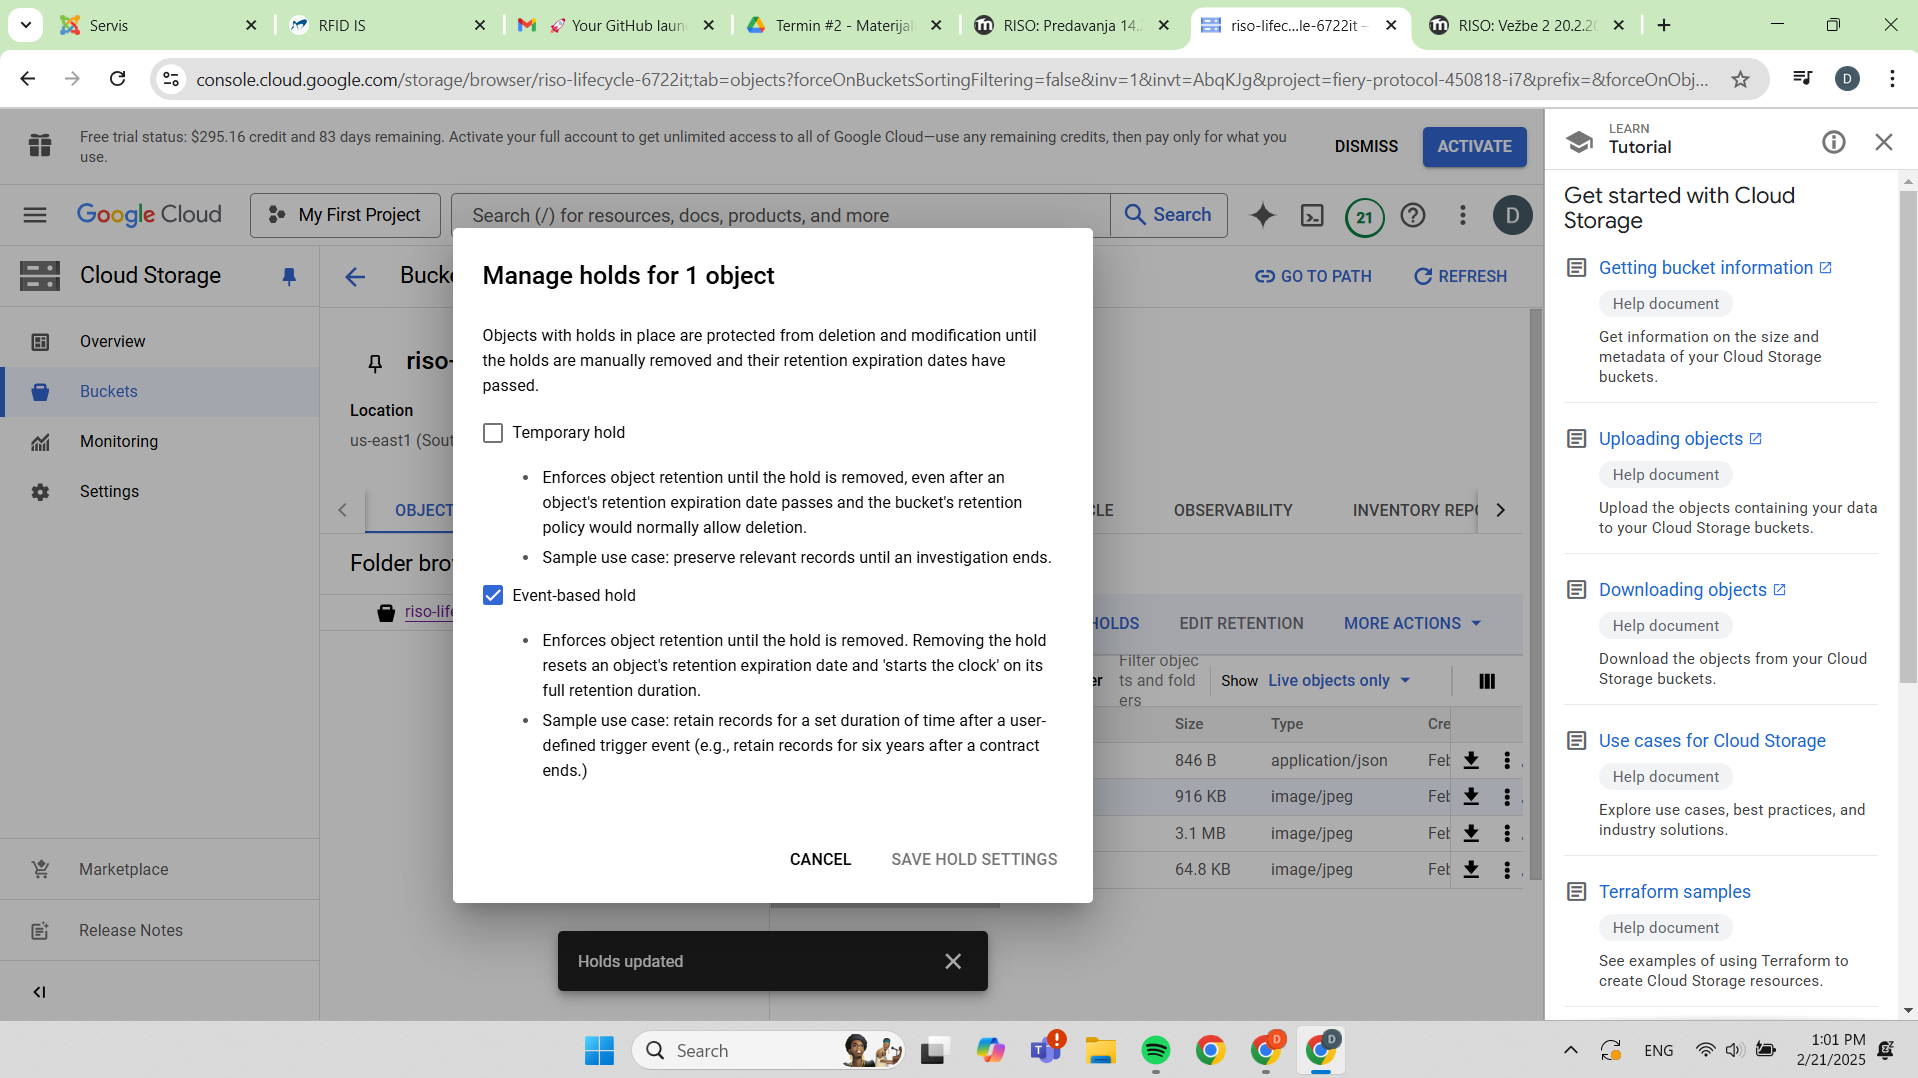 Servis
RFID IS
🚀 Your GitHub laun
Termin #2 - Materijal
RISO: Predavanja 14.
riso-lifec...le-6722it –
RISO: Vežbe 2 20.2.20
console.cloud.google.com/storage/browser/riso-lifecycle-6722it;tab=objects?forceOnBucketsSortingFiltering=false&inv=1&invt=AbqKJg&project=fiery-protocol-450818-i7&prefix=&forceOnObj...
D
Free trial status: $295.16 credit and 83 days remaining. Activate your full account to get unlimited access to all of Google Cloud—use any remaining credits, then pay only for what you
use.
DISMISS
ACTIVATE
Google Cloud
My First Project
Search (/) for resources, docs, products, and more
Search
21
D
Cloud Storage
Overview
Buckets
Monitoring
Settings
Marketplace
Release Notes
Bucke
GO TO PATH
REFRESH
riso-
Location
us-east1 (Sout
OBJECT
CLE
OBSERVABILITY
INVENTORY REPO
Folder bro
riso-life
HOLDS
EDIT RETENTION
MORE ACTIONS
er
Filter objec
ts and fold
ers
Show
Live objects only
Size
Type
Cre
846 B
application/json
Feb
916 KB
image/jpeg
Feb
3.1 MB
image/jpeg
Feb
64.8 KB
image/jpeg
Feb
Manage holds for 1 object
Objects with holds in place are protected from deletion and modification until
the holds are manually removed and their retention expiration dates have
passed.
Temporary hold
• Enforces object retention until the hold is removed, even after an
object's retention expiration date passes and the bucket's retention
policy would normally allow deletion.
• Sample use case: preserve relevant records until an investigation ends.
Event-based hold
• Enforces object retention until the hold is removed. Removing the hold
resets an object's retention expiration date and 'starts the clock' on its
full retention duration.
• Sample use case: retain records for a set duration of time after a user-
defined trigger event (e.g., retain records for six years after a contract
ends.)
CANCEL
SAVE HOLD SETTINGS
Holds updated
LEARN
Tutorial
Get started with Cloud
Storage
Getting bucket information
Help document
Get information on the size and
metadata of your Cloud Storage
buckets.
Uploading objects
Help document
Upload the objects containing your data
to your Cloud Storage buckets.
Downloading objects
Help document
Download the objects from your Cloud
Storage buckets.
Use cases for Cloud Storage
Help document
Explore use cases, best practices, and
industry solutions.
Terraform samples
Help document
See examples of using Terraform to
create Cloud Storage resources.
Search
D
D
ENG
1:01 PM
2/21/2025